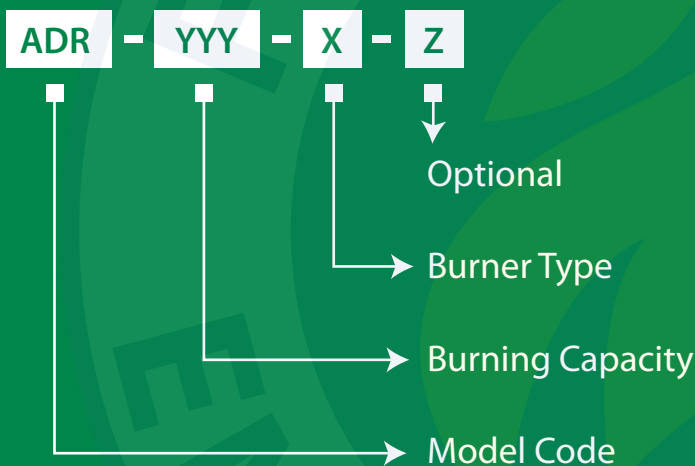 ADR - YYY - X - Z
Optional
Burner Type
Burning Capacity
Model Code